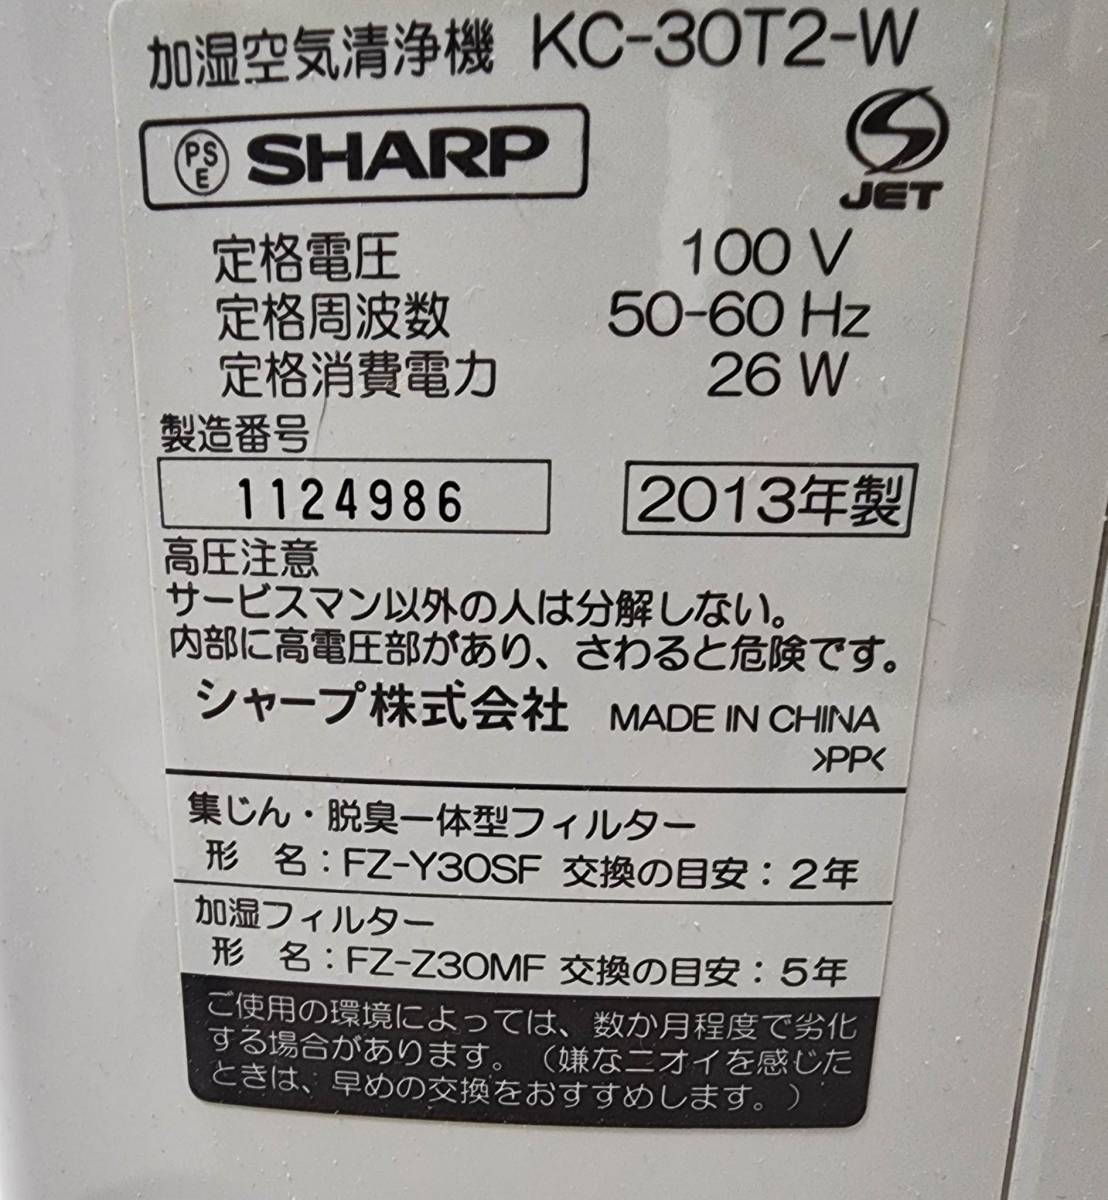 加湿空気清浄機 KC-30T2-W
PSE SHARP
JET
定格電圧 100 V
定格周波数 50-60 Hz
定格消費電力 26 W
製造番号
1124986 2013年製
高圧注意
サービスマン以外の人は分解しない。
内部に高電圧部があり、さわると危険です。
シャープ株式会社 MADE IN CHINA
>PP<
集じん・脱臭一体型フィルター
形 名：FZ-Y30SF 交換の目安：2年
加湿フィルター
形 名：FZ-Z30MF 交換の目安：5年
ご使用の環境によっては、数か月程度で劣化
する場合があります。（嫌なニオイを感じた
ときは、早めの交換をおすすめします。）